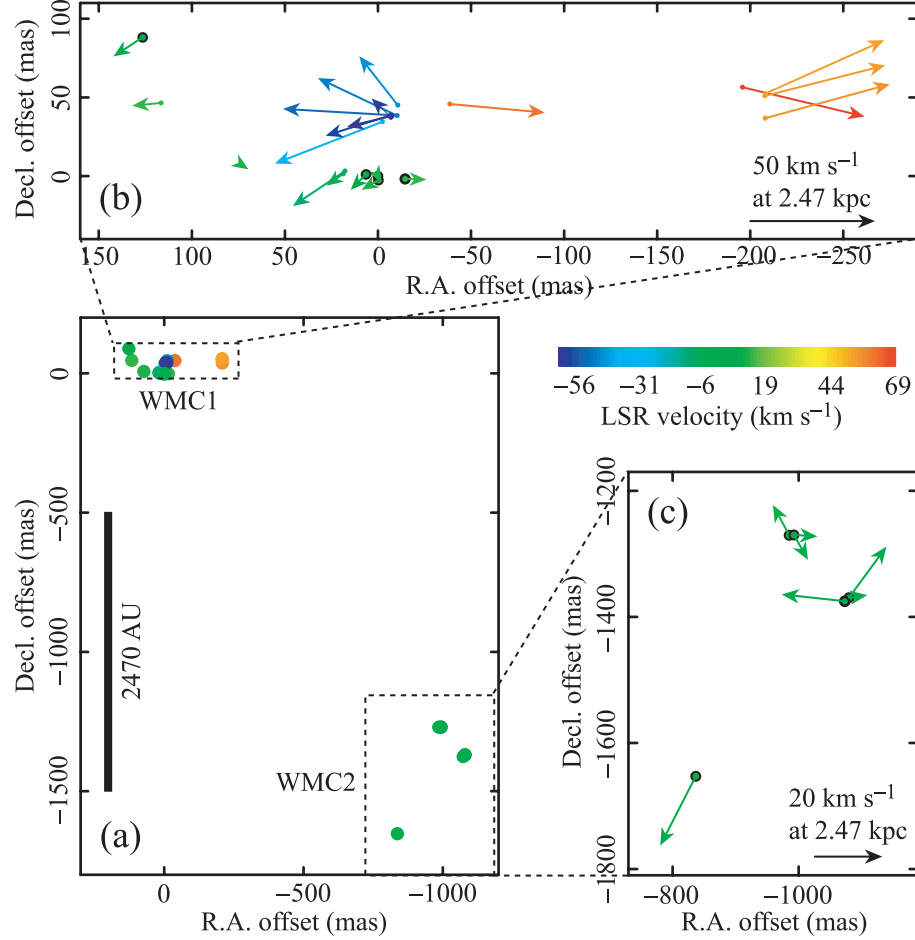 100
50
0
Decl. offset (mas)
(b)
50 km s⁻¹
at 2.47 kpc
150
100
50
0
−50
−100
−150
−200
−250
R.A. offset (mas)
0
−500
−1000
−1500
Decl. offset (mas)
WMC1
2470 AU
WMC2
(a)
0
−500
−1000
R.A. offset (mas)
−56
−31
−6
19
44
69
LSR velocity (km s⁻¹)
(c)
−1200
−1400
−1600
−1800
Decl. offset (mas)
20 km s⁻¹
at 2.47 kpc
−800
−1000
R.A. offset (mas)